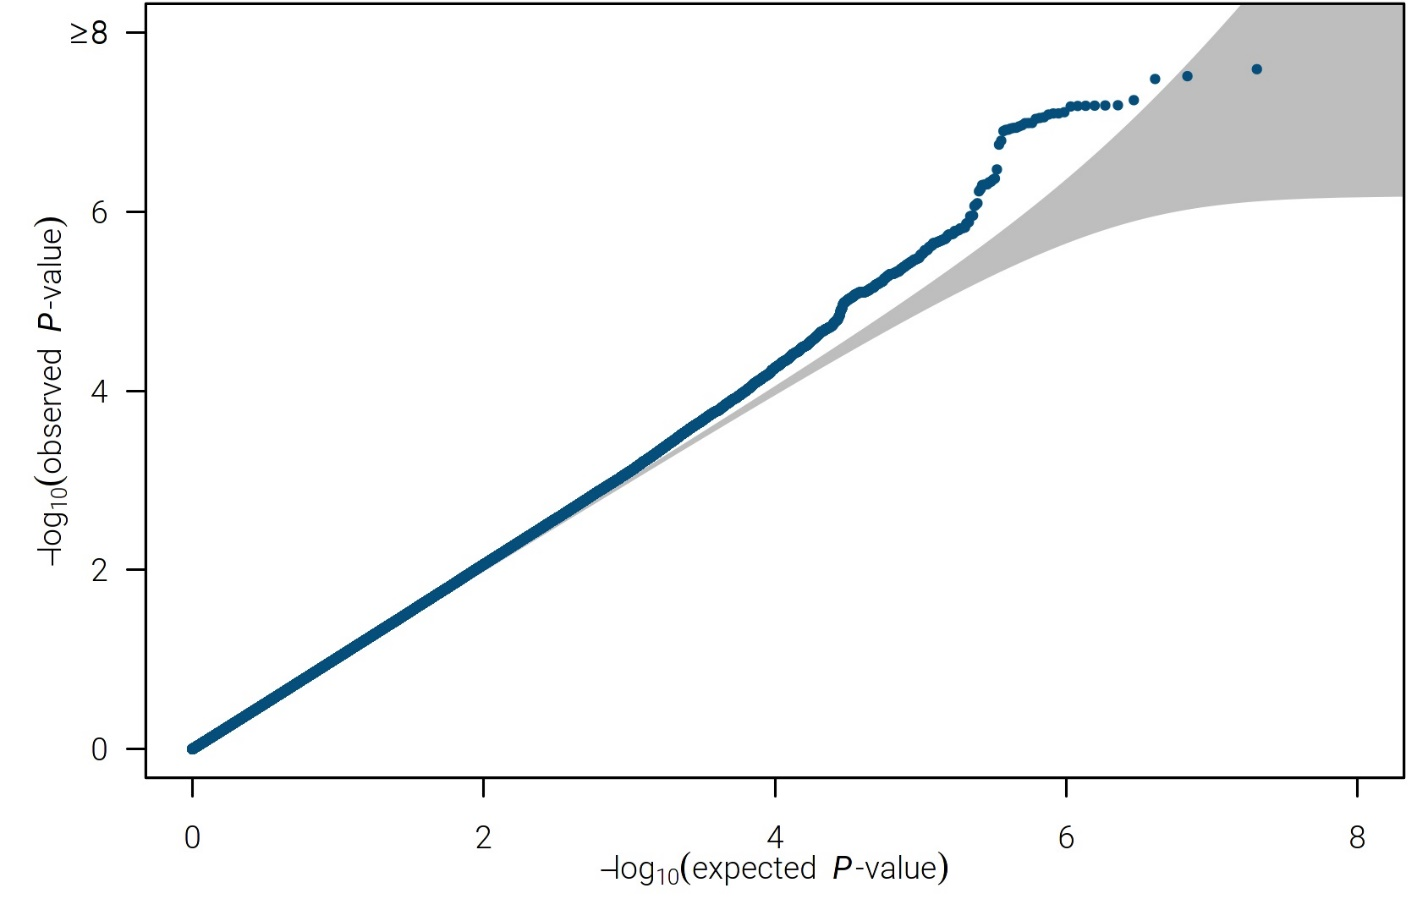 ≥8
6
4
2
0
–log10(observed P-value)
0 2 4 6 8
–log10(expected P-value)